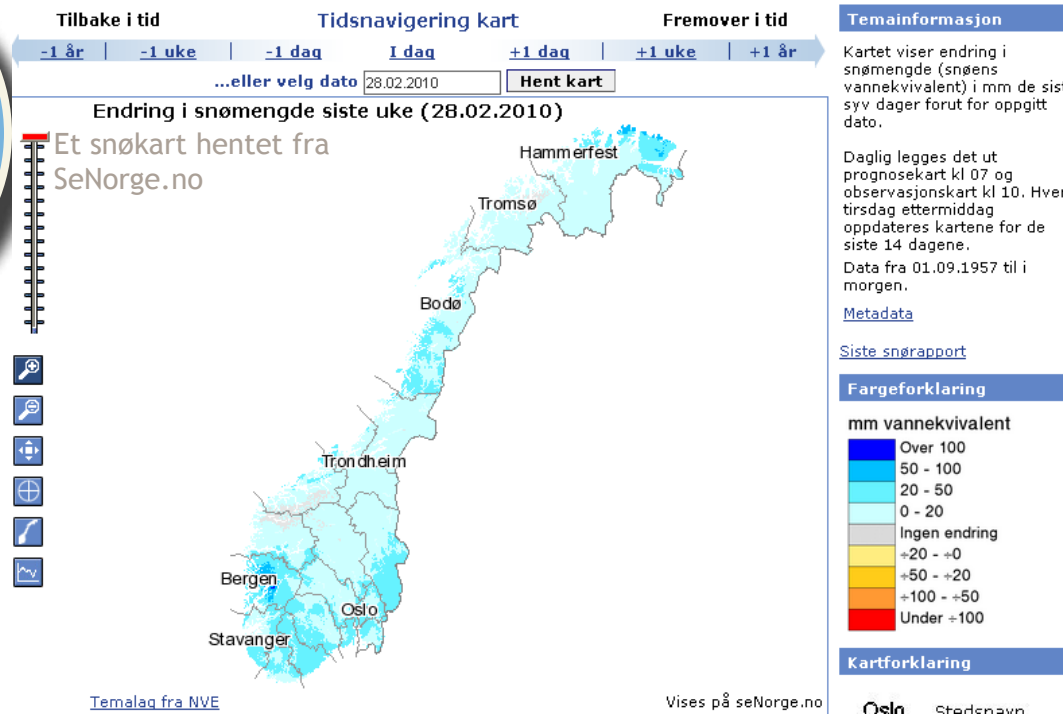 Tilbake i tid
Tidsnavigering kart
Fremover i tid
-1 år | -1 uke | -1 dag I dag +1 dag | +1 uke | +1 år
...eller velg dato 28.02.2010 Hent kart
Endring i snømengde siste uke (28.02.2010)
Et snøkart hentet fra
SeNorge.no
Hammerfest
Tromsø
Bodø
Trondheim
Bergen
Oslo
Stavanger
Temalag fra NVE
Vises på seNorge.no
Temainformasjon
Kartet viser endring i
snømengde (snøens
vannekvivalent) i mm de sist
syv dager forut for oppgitt
dato.
Daglig legges det ut
prognosekart kl 07 og
observasjonskart kl 10. Hver
tirsdag ettermiddag
oppdateres kartene for de
siste 14 dagene.
Data fra 01.09.1957 til i
morgen.
Metadata
Siste snørapport
Fargeforklaring
mm vannekvivalent
Over 100
50 - 100
20 - 50
0 - 20
Ingen endring
÷20 - ÷0
÷50 - ÷20
÷100 - ÷50
Under ÷100
Kartforklaring
Oslo Stedsnavn